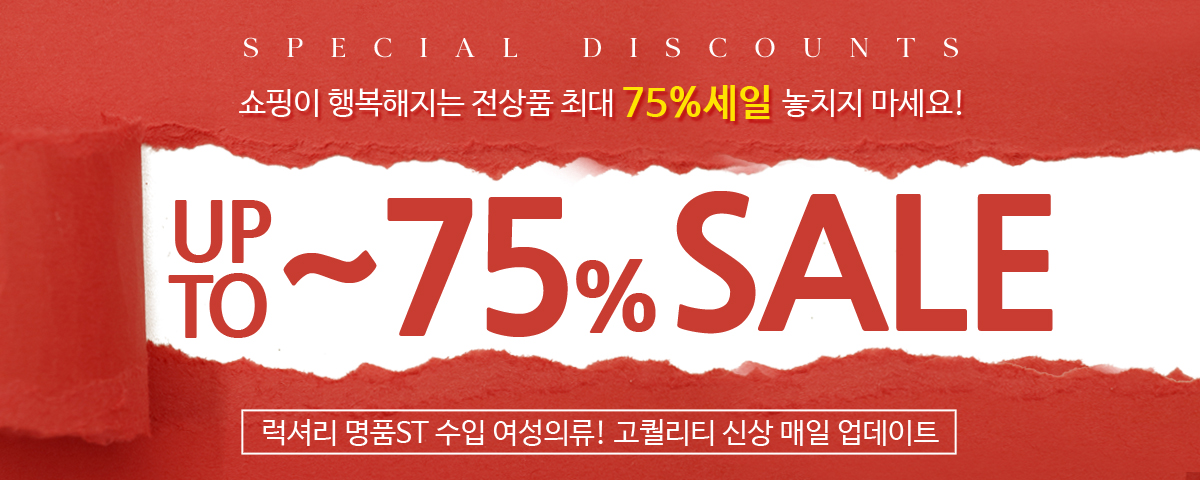 SPECIAL DISCOUNTS
쇼핑이 행복해지는 전상품 최대 75%세일 놓치지 마세요!
UP
TO
~75% SALE
럭셔리 명품ST 수입 여성의류! 고퀄리티 신상 매일 업데이트